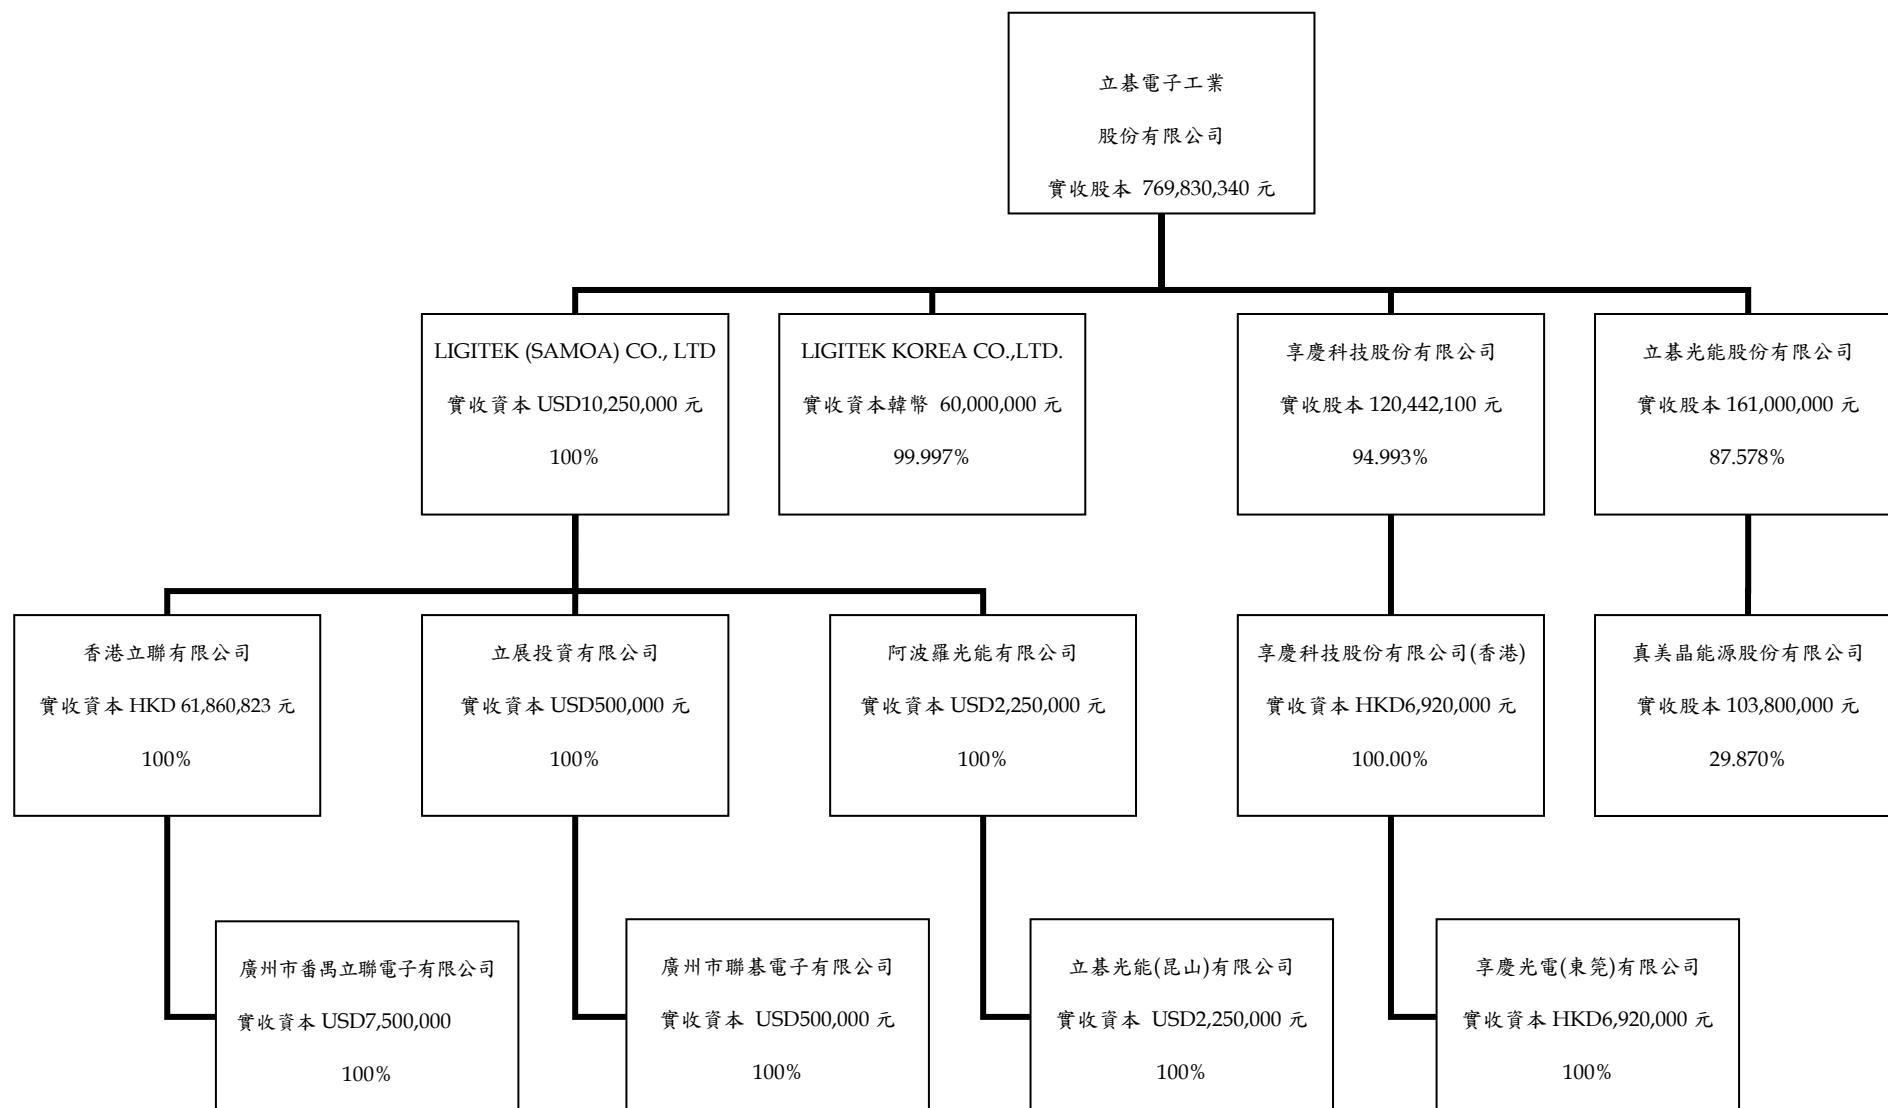 立碁電子工業
股份有限公司
實收股本 769,830,340 元
LIGITEK (SAMOA) CO., LTD
實收資本 USD10,250,000 元
100%
LIGITEK KOREA CO.,LTD.
實收資本韓幣 60,000,000 元
99.997%
享慶科技股份有限公司
實收股本 120,442,100 元
94.993%
立碁光能股份有限公司
實收股本 161,000,000 元
87.578%
香港立聯有限公司
實收資本 HKD 61,860,823 元
100%
立展投資有限公司
實收資本 USD500,000 元
100%
阿波羅光能有限公司
實收資本 USD2,250,000 元
100%
享慶科技股份有限公司(香港)
實收資本 HKD6,920,000 元
100.00%
真美晶能源股份有限公司
實收股本 103,800,000 元
29.870%
廣州市番禺立聯電子有限公司
實收資本 USD7,500,000
100%
廣州市聯碁電子有限公司
實收資本 USD500,000 元
100%
立碁光能(昆山)有限公司
實收資本 USD2,250,000 元
100%
享慶光電(東莞)有限公司
實收資本 HKD6,920,000 元
100%